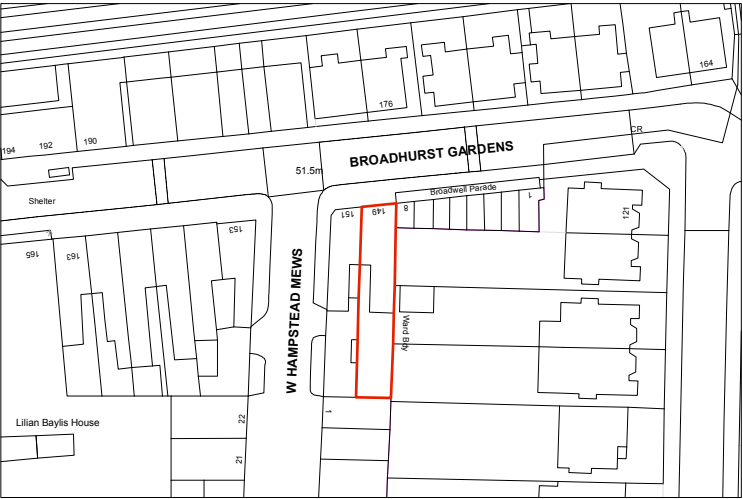 164
176
CR
194
192
190
BROADHURST GARDENS
51.5m
Shelter
Broadwell Parade
1
8
149
151
153
121
165
163
W HAMPSTEAD MEWS
Ward Bdy
Lilian Baylis House
22
1
21